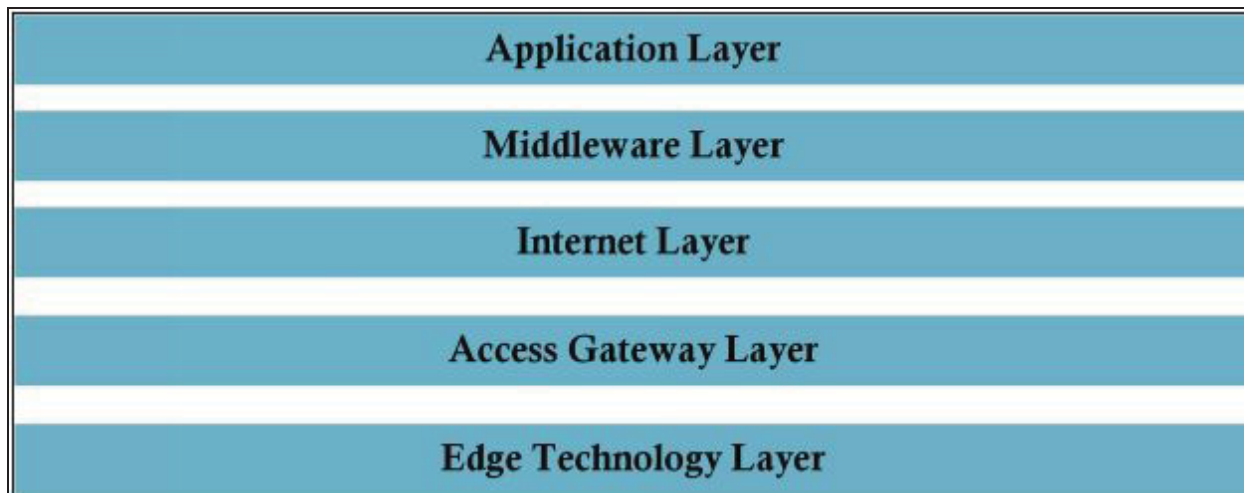 Application Layer
Middleware Layer
Internet Layer
Access Gateway Layer
Edge Technology Layer